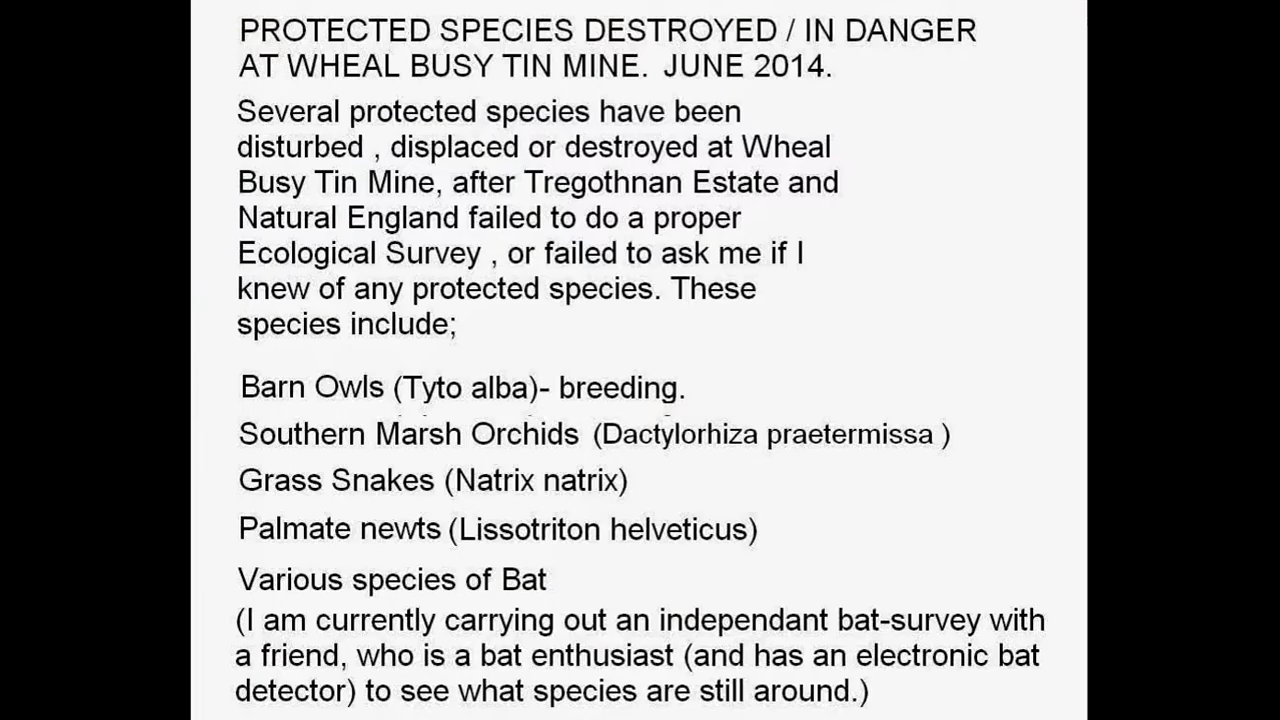 PROTECTED SPECIES DESTROYED / IN DANGER
AT WHEAL BUSY TIN MINE. JUNE 2014.
Several protected species have been
disturbed , displaced or destroyed at Wheal
Busy Tin Mine, after Tregothnan Estate and
Natural England failed to do a proper
Ecological Survey , or failed to ask me if I
knew of any protected species. These
species include;
Barn Owls (Tyto alba)- breeding.
Southern Marsh Orchids (Dactylorhiza praetermissa )
Grass Snakes (Natrix natrix)
Palmate newts (Lissotriton helveticus)
Various species of Bat
(I am currently carrying out an independant bat-survey with
a friend, who is a bat enthusiast (and has an electronic bat
detector) to see what species are still around.)